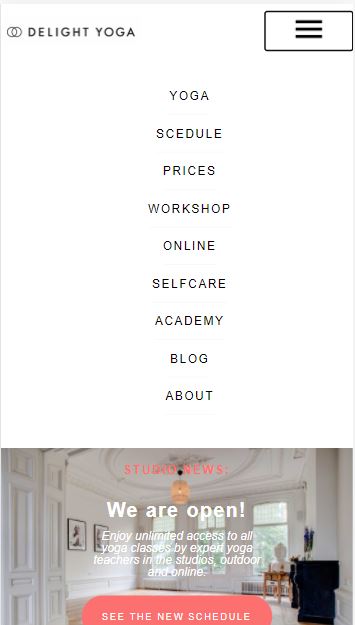 DELIGHT YOGA
YOGA
SCEDULE
PRICES
WORKSHOP
ONLINE
SELFCARE
ACADEMY
BLOG
ABOUT
STUDIO NEWS:
We are open!
Enjoy unlimited access to all
yoga classes by expert yoga
teachers in the studios, outdoor
and online.
SEE THE NEW SCHEDULE